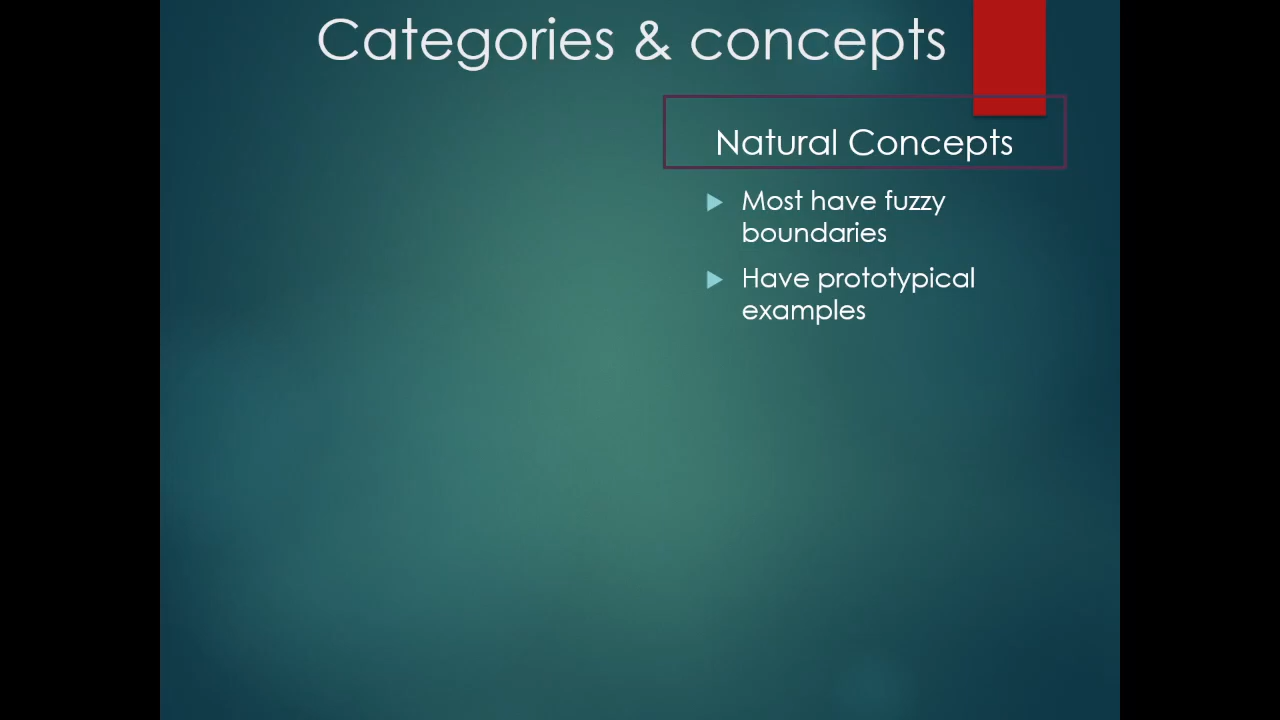 Categories & concepts
Natural Concepts
Most have fuzzy
boundaries
Have prototypical
examples